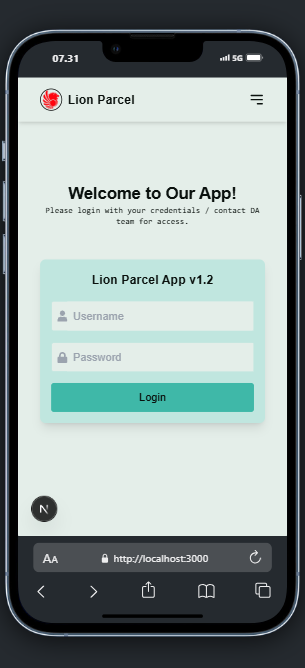 07.31
5G
Lion Parcel
Welcome to Our App!
Please login with your credentials / contact DA
team for access.
Lion Parcel App v1.2
Username
Password
Login
N
AA
http://localhost:3000